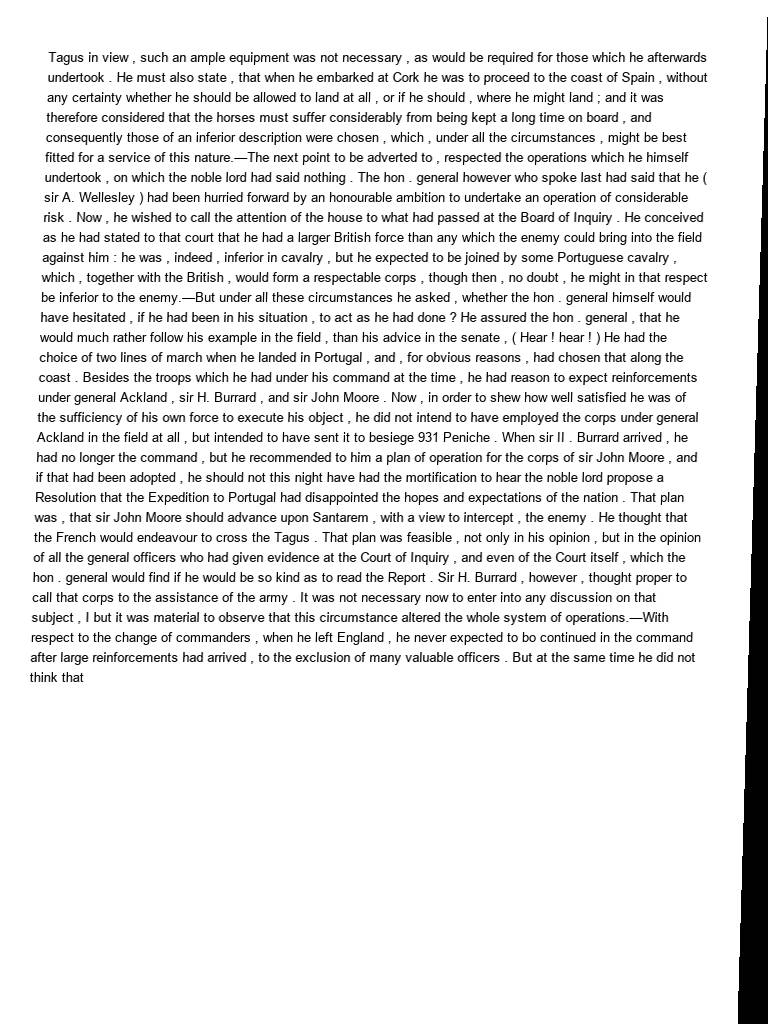 Tagus in view , such an ample equipment was not necessary , as would be required for those which he afterwards
undertook . He must also state , that when he embarked at Cork he was to proceed to the coast of Spain , without
any certainty whether he should be allowed to land at all , or if he should , where he might land ; and it was
therefore considered that the horses must suffer considerably from being kept a long time on board , and
consequently those of an inferior description were chosen , which , under all the circumstances , might be best
fitted for a service of this nature.—The next point to be adverted to , respected the operations which he himself
undertook , on which the noble lord had said nothing . The hon . general however who spoke last had said that he (
sir A. Wellesley ) had been hurried forward by an honourable ambition to undertake an operation of considerable
risk . Now , he wished to call the attention of the house to what had passed at the Board of Inquiry . He conceived
as he had stated to that court that he had a larger British force than any which the enemy could bring into the field
against him : he was , indeed , inferior in cavalry , but he expected to be joined by some Portuguese cavalry ,
which , together with the British , would form a respectable corps , though then , no doubt , he might in that respect
be inferior to the enemy.—But under all these circumstances he asked , whether the hon . general himself would
have hesitated , if he had been in his situation , to act as he had done ? He assured the hon . general , that he
would much rather follow his example in the field , than his advice in the senate , ( Hear ! hear ! ) He had the
choice of two lines of march when he landed in Portugal , and , for obvious reasons , had chosen that along the
coast . Besides the troops which he had under his command at the time , he had reason to expect reinforcements
under general Ackland , sir H. Burrard , and sir John Moore . Now , in order to shew how well satisfied he was of
the sufficiency of his own force to execute his object , he did not intend to have employed the corps under general
Ackland in the field at all , but intended to have sent it to besiege 931 Peniche . When sir II . Burrard arrived , he
had no longer the command , but he recommended to him a plan of operation for the corps of sir John Moore , and
if that had been adopted , he should not this night have had the mortification to hear the noble lord propose a
Resolution that the Expedition to Portugal had disappointed the hopes and expectations of the nation . That plan
was , that sir John Moore should advance upon Santarem , with a view to intercept , the enemy . He thought that
the French would endeavour to cross the Tagus . That plan was feasible , not only in his opinion , but in the opinion
of all the general officers who had given evidence at the Court of Inquiry , and even of the Court itself , which the
hon . general would find if he would be so kind as to read the Report . Sir H. Burrard , however , thought proper to
call that corps to the assistance of the army . It was not necessary now to enter into any discussion on that
subject , I but it was material to observe that this circumstance altered the whole system of operations.—With
respect to the change of commanders , when he left England , he never expected to bo continued in the command
after large reinforcements had arrived , to the exclusion of many valuable officers . But at the same time he did not
think that